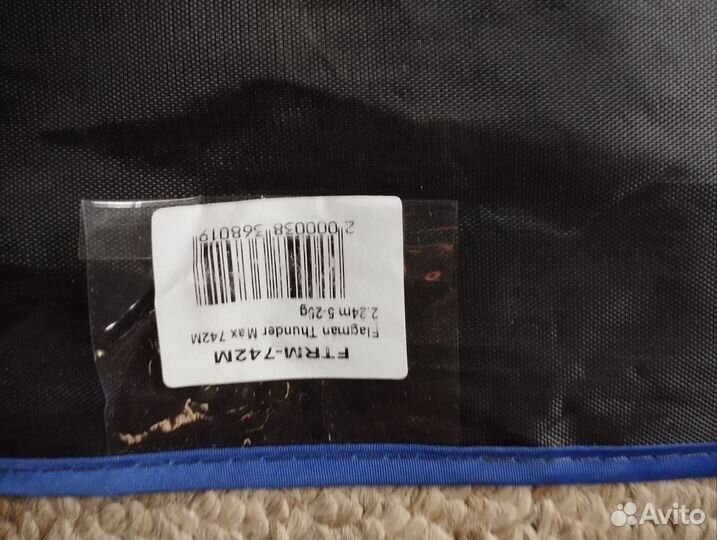 FTRM-742M
Flagman Thunder Max 742M
2.24m 5-25g
2 000038 368019
Avito